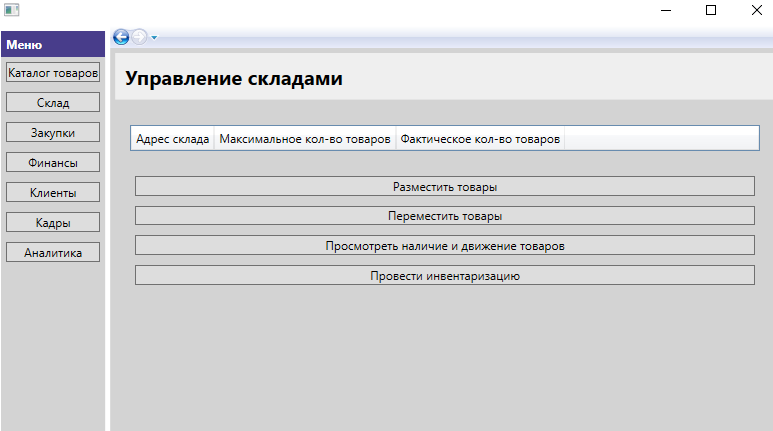 Меню
Каталог товаров
Склад
Закупки
Финансы
Клиенты
Кадры
Аналитика
Управление складами
Адрес склада Максимальное кол-во товаров Фактическое кол-во товаров
Разместить товары
Переместить товары
Просмотреть наличие и движение товаров
Провести инвентаризацию